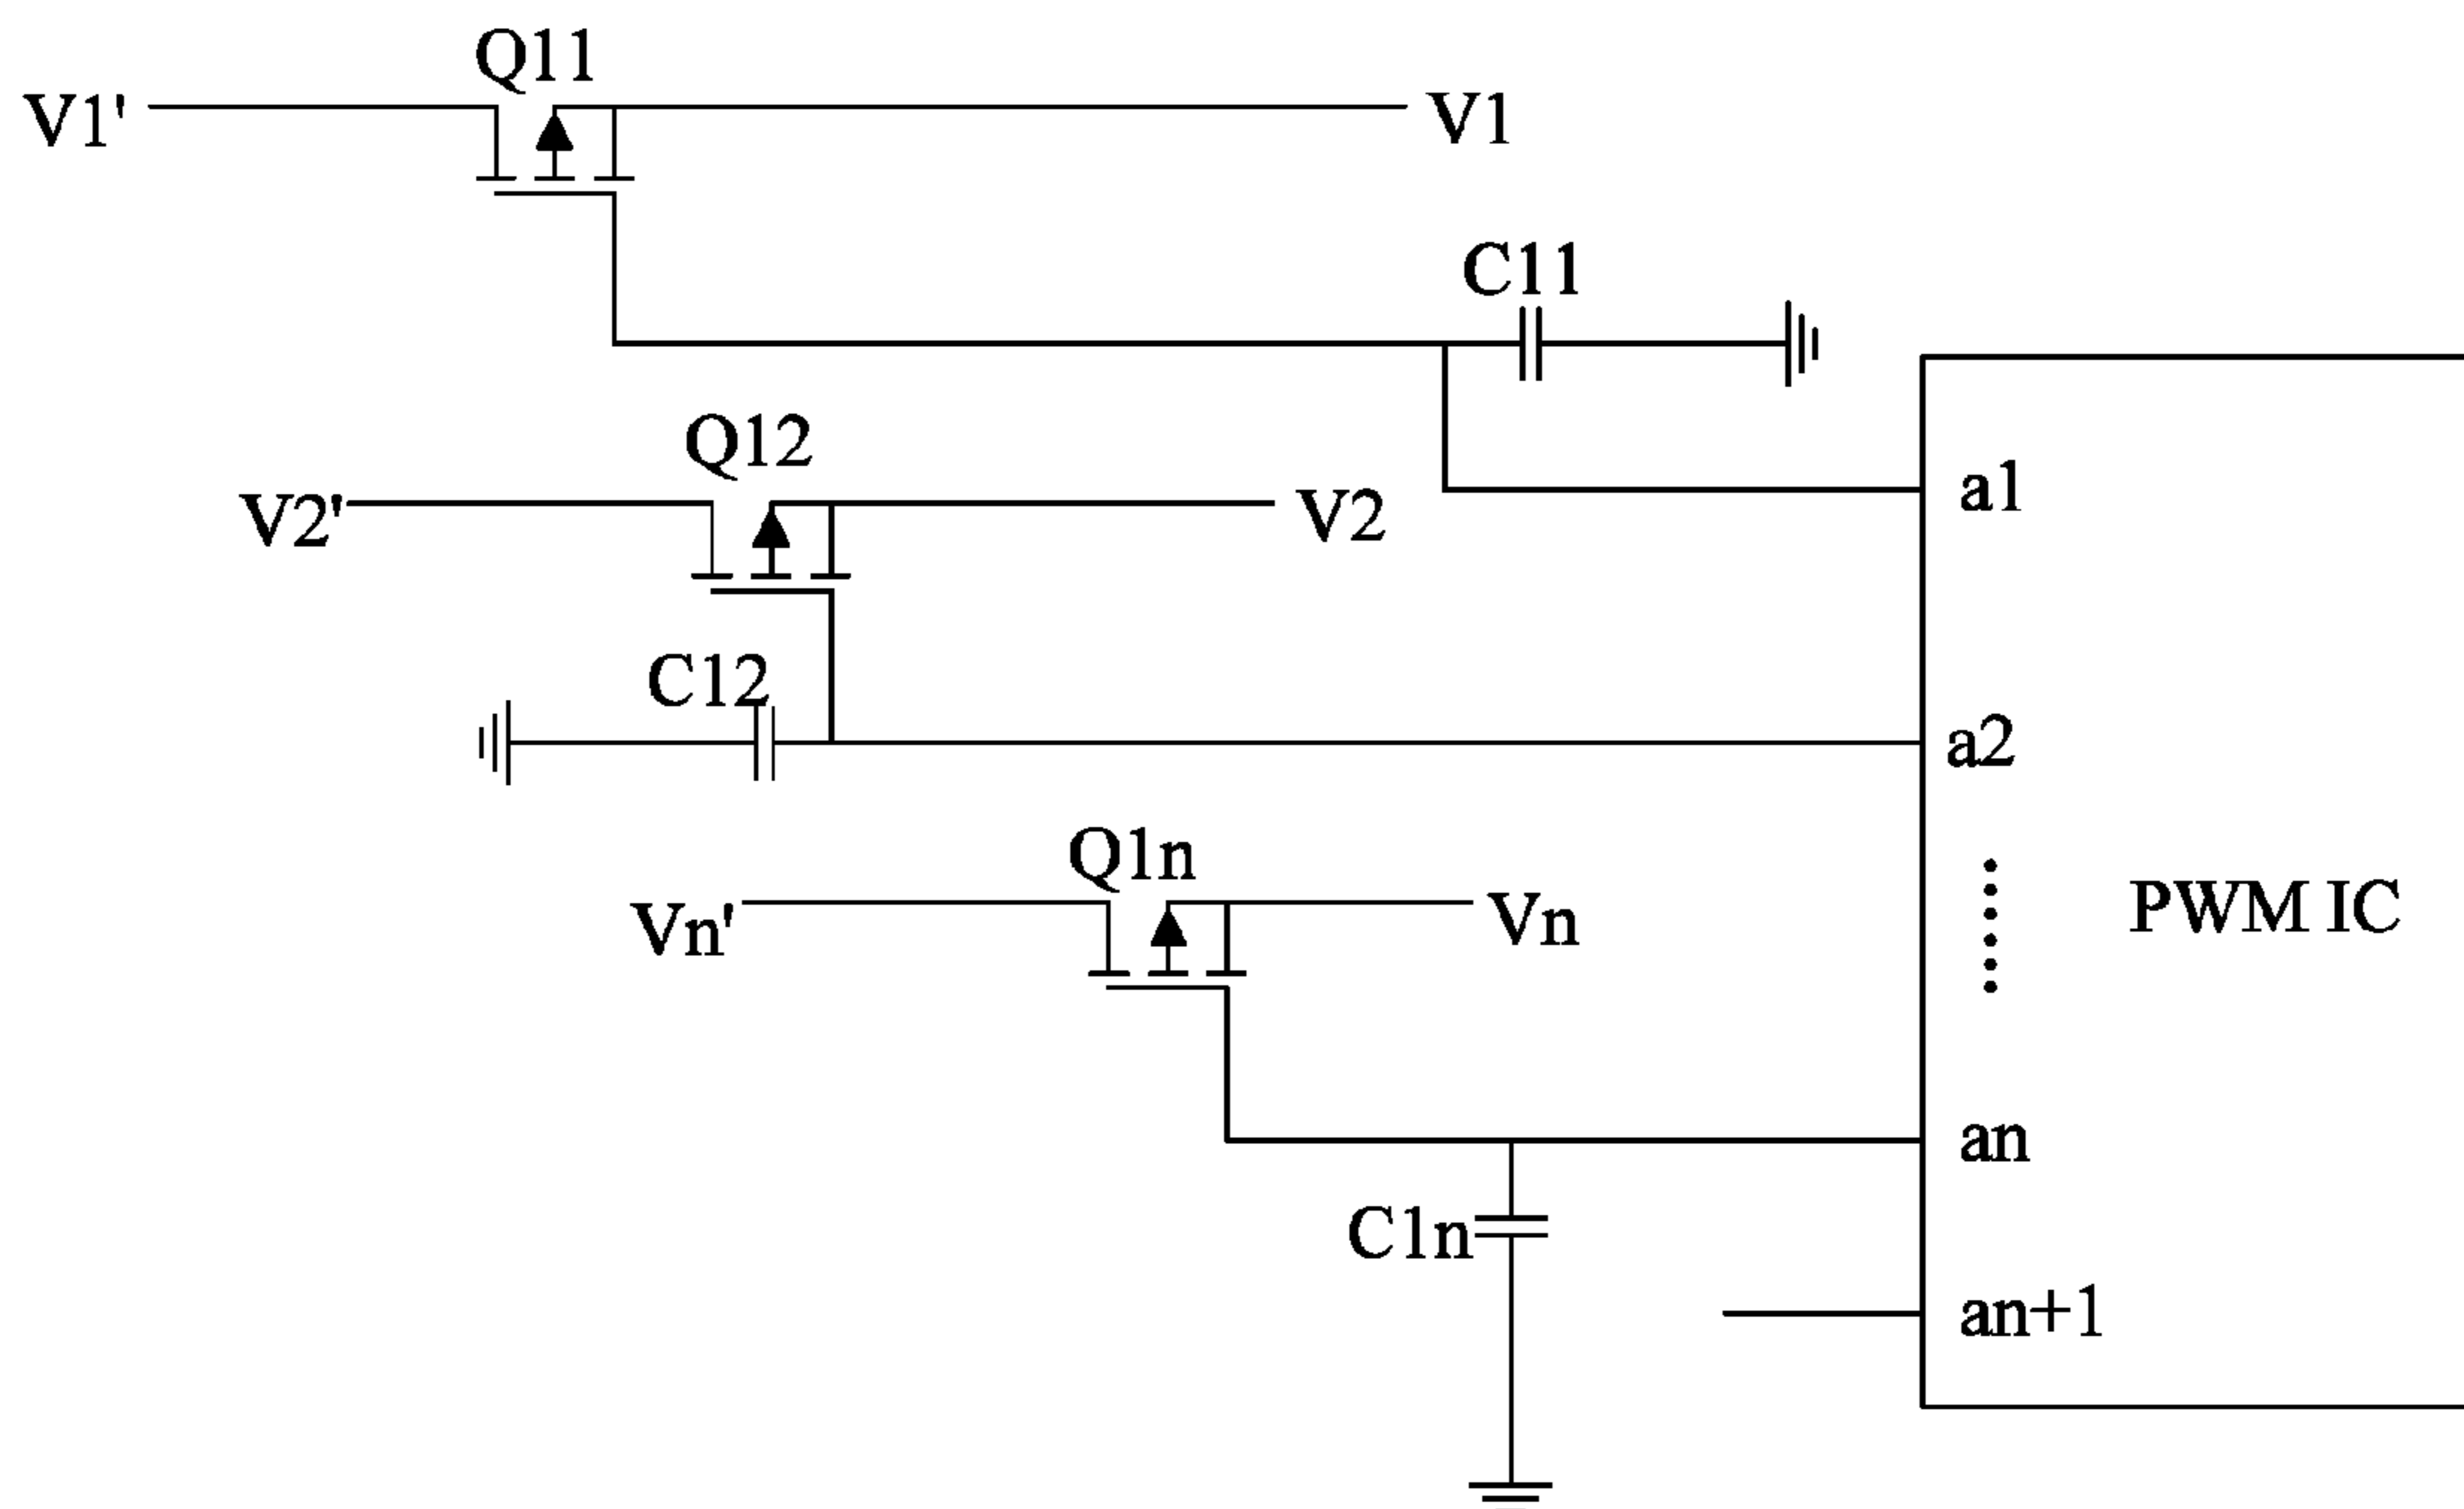 Q11
V1'
V1
C11
Q12
V2'
V2
a1
C12
a2
Q1n
Vn'
Vn
PWM IC
an
C1n
an+1